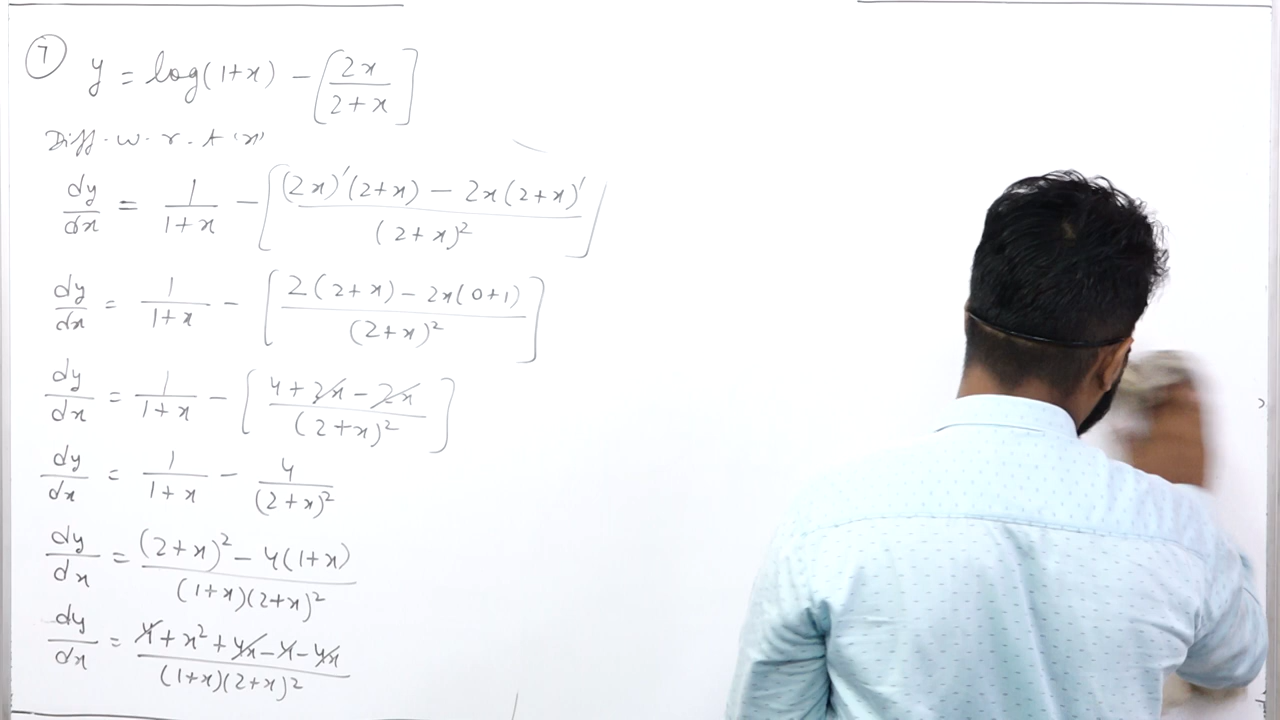 7 y = log(1+x) - [2x/(2+x)]
Diff. w. r. t 'x'
dy/dx = 1/(1+x) - [((2x)'(2+x) - 2x(2+x)')/(2+x)²]
dy/dx = 1/(1+x) - [(2(2+x) - 2x(0+1))/(2+x)²]
dy/dx = 1/(1+x) - [(4+2x-2x)/(2+x)²]
dy/dx = 1/(1+x) - 4/(2+x)²
dy/dx = ((2+x)² - 4(1+x))/((1+x)(2+x)²)
dy/dx = (4+x²+4x-4-4x)/((1+x)(2+x)²)